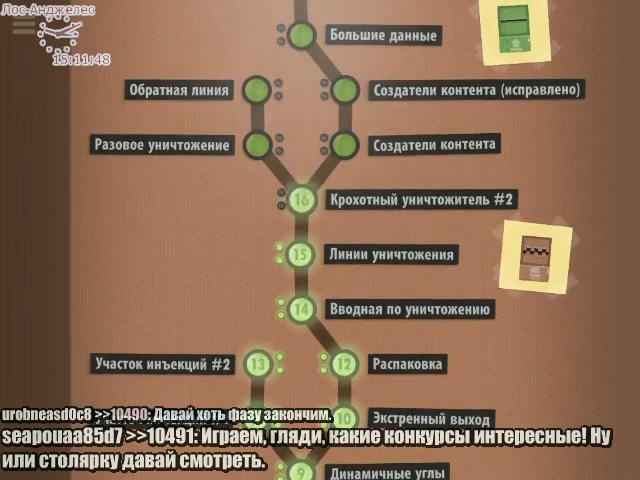 Лос-Анджелес
15:11:48
Большие данные
Обратная линия
Создатели контента (исправлено)
Разовое уничтожение
Создатели контента
16
Крохотный уничтожитель #2
15
Линии уничтожения
14
Вводная по уничтожению
Участок инъекций #2
13
12
Распаковка
10
Экстренный выход
urobneasd0c8 >>10490: Давай хоть фазу закончим.
seapouaa85d7 >>10491: Играем, гляди, какие конкурсы интересные! Ну
или столярку давай смотреть.
9
Динамичные углы